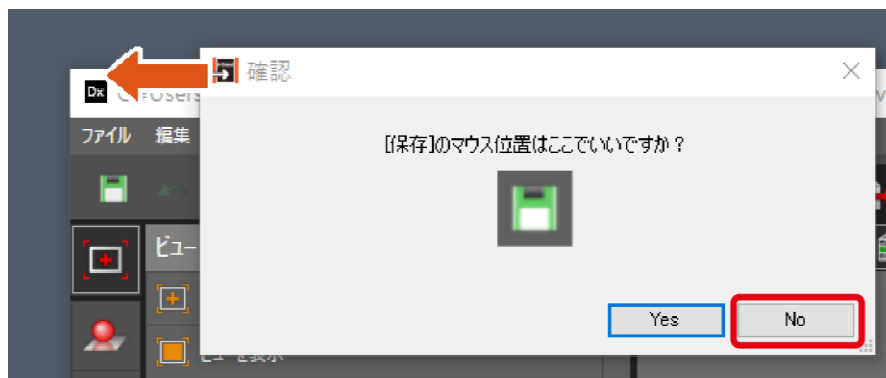 確認
Dx
ファイル 編集
[保存]のマウス位置はここでいいですか?
ビュー
Yes No